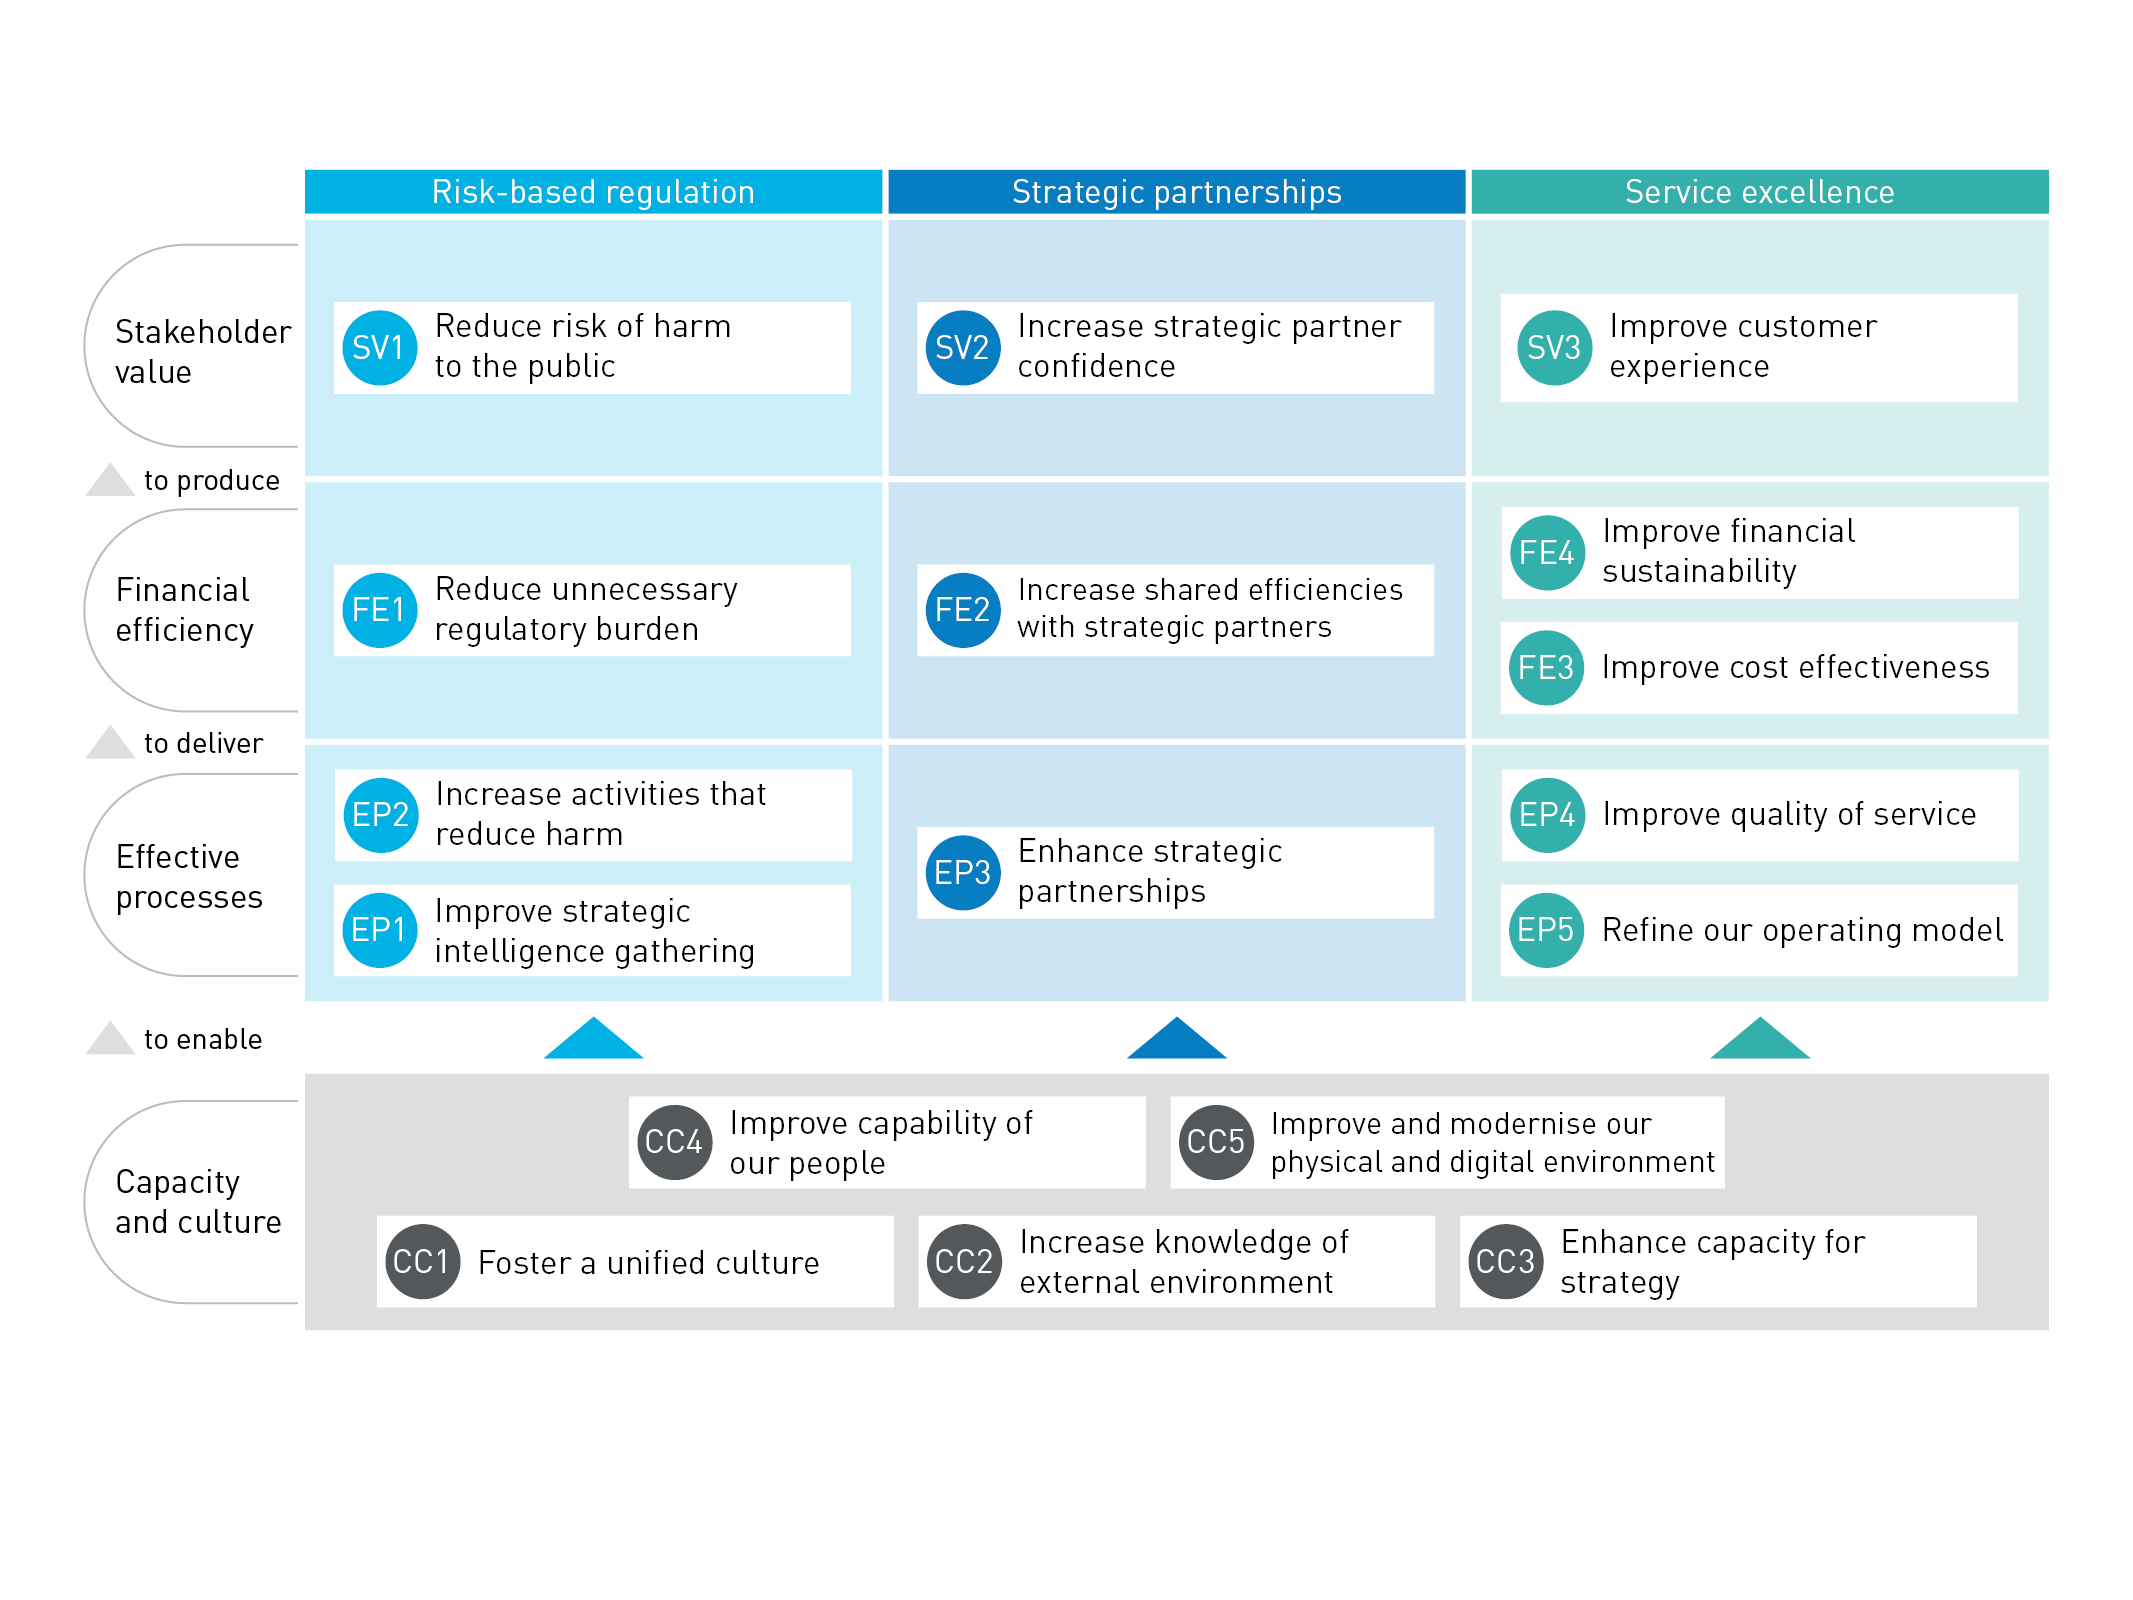 Risk-based regulation
Strategic partnerships
Service excellence
Stakeholder
value
SV1
Reduce risk of harm
to the public
SV2
Increase strategic partner
confidence
SV3
Improve customer
experience
to produce
Financial
efficiency
FE1
Reduce unnecessary
regulatory burden
FE2
Increase shared efficiencies
with strategic partners
FE4
Improve financial
sustainability
FE3
Improve cost effectiveness
to deliver
Effective
processes
EP2
Increase activities that
reduce harm
EP1
Improve strategic
intelligence gathering
EP3
Enhance strategic
partnerships
EP4
Improve quality of service
EP5
Refine our operating model
to enable
Capacity
and culture
CC4
Improve capability of
our people
CC5
Improve and modernise our
physical and digital environment
CC1
Foster a unified culture
CC2
Increase knowledge of
external environment
CC3
Enhance capacity for
strategy